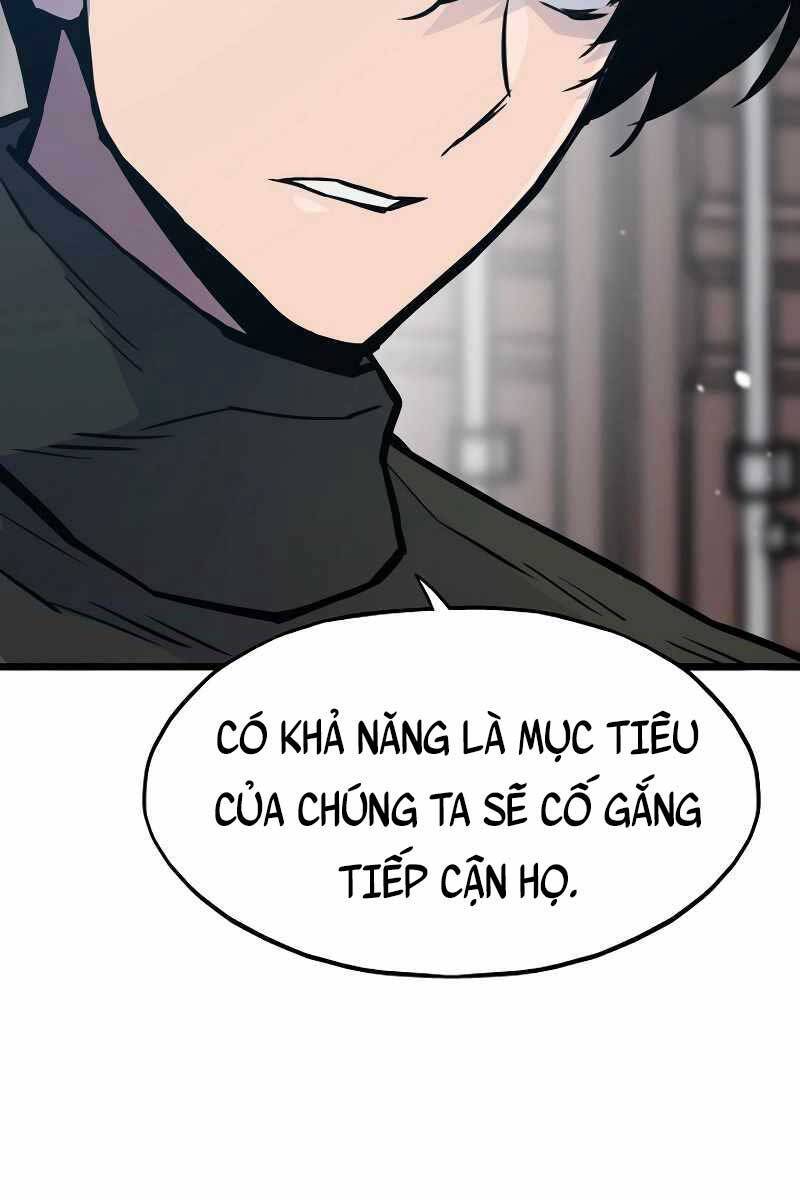 CÓ KHẢ NĂNG LÀ MỤC TIÊU
CỦA CHÚNG TA SẼ CỐ GẮNG
TIẾP CẬN HỌ.